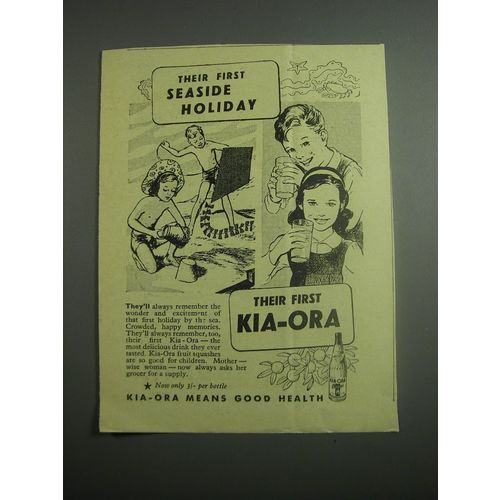 THEIR FIRST
SEASIDE
HOLIDAY
THEIR FIRST
KIA-ORA
They'll always remember the
wonder and excitement of
that first holiday by the sea.
Crowded, happy memories.
They'll always remember, too,
their first Kia-Ora — the
most delicious drink they ever
tasted. Kia-Ora fruit squashes
are so good for children. Mother —
wise woman — now always asks her
grocer for a supply.
★ Now only 3/- per bottle
KIA-ORA
KIA-ORA MEANS GOOD HEALTH